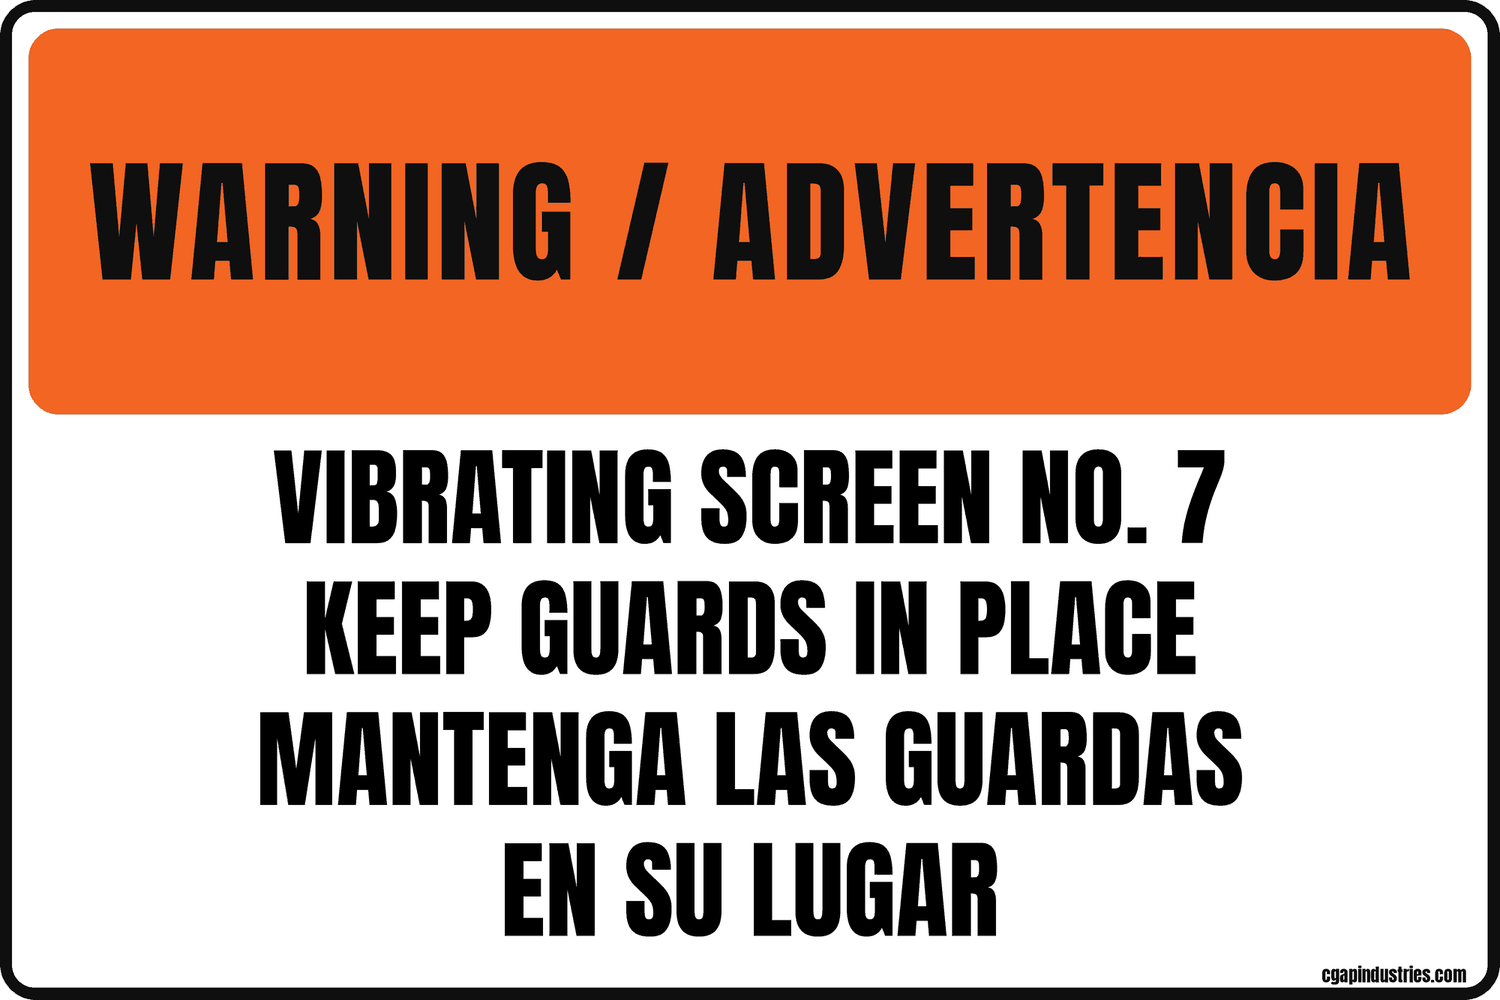 WARNING / ADVERTENCIA
VIBRATING SCREEN NO. 7
KEEP GUARDS IN PLACE
MANTENGA LAS GUARDAS
EN SU LUGAR
cgapindustries.com